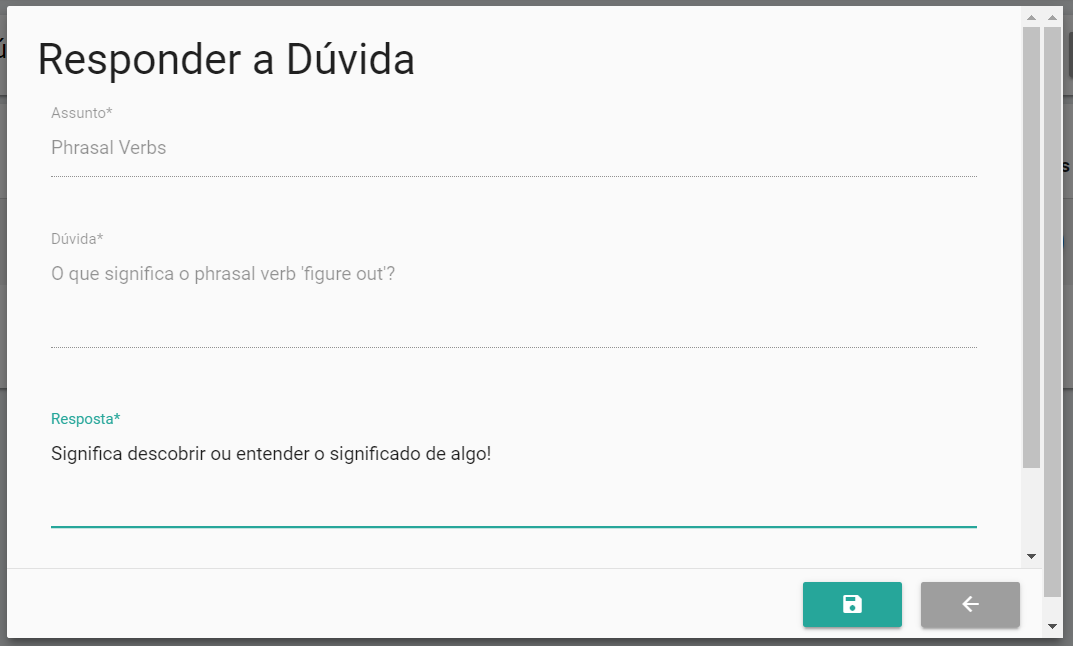 Responder a Dúvida
Assunto*
Phrasal Verbs
Dúvida*
O que significa o phrasal verb 'figure out'?
Resposta*
Significa descobrir ou entender o significado de algo!